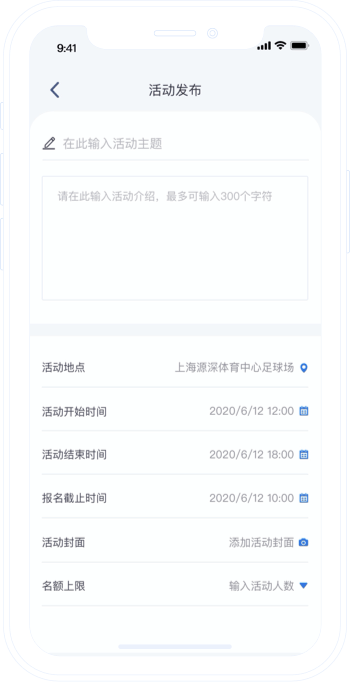 9:41
活动发布
在此输入活动主题
请在此输入活动介绍，最多可输入300个字符
活动地点 上海源深体育中心足球场
活动开始时间 2020/6/12 12:00
活动结束时间 2020/6/12 18:00
报名截止时间 2020/6/12 10:00
活动封面 添加活动封面
名额上限 输入活动人数